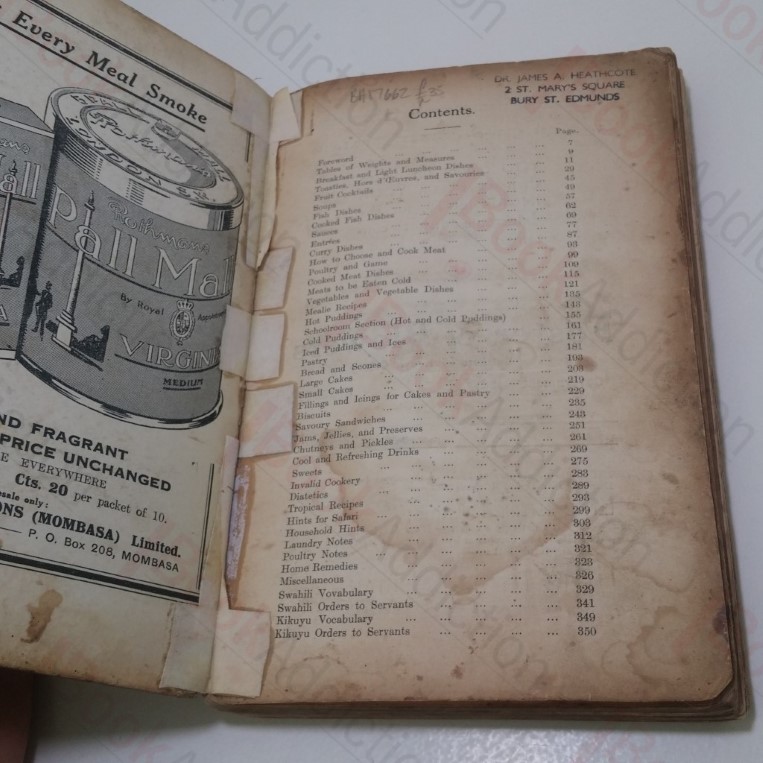 Every Meal Smoke
LONDON
Rothmans
Pall Mall
By Royal Appointment
VIRGINIA
MEDIUM
ND FRAGRANT
PRICE UNCHANGED
EVERYWHERE
Cts. 20 per packet of 10.
only:
ONS (MOMBASA) Limited.
P. O. Box 208, MOMBASA
BA17662 £35
DR. JAMES A. HEATHCOTE
2 ST. MARY'S SQUARE
BURY ST. EDMUNDS
Contents.
Page.
Foreword ... 7
Tables of Weights and Measures ... 9
Breakfast and Light Luncheon Dishes ... 11
Toasties, Hors d'Œuvres, and Savouries ... 29
Fruit Cocktails ... 45
Soups ... 49
Fish Dishes ... 57
Cooked Fish Dishes ... 62
Sauces ... 69
Entrées ... 77
Curry Dishes ... 87
How to Choose and Cook Meat ... 93
Poultry and Game ... 99
Cooked Meat Dishes ... 109
Meats to be Eaten Cold ... 115
Vegetables and Vegetable Dishes ... 121
Mealie Recipes ... 135
Hot Puddings ... 143
Schoolroom Section (Hot and Cold Puddings) ... 155
Cold Puddings ... 161
Iced Puddings and Ices ... 177
Pastry ... 181
Bread and Scones ... 193
Large Cakes ... 203
Small Cakes ... 219
Fillings and Icings for Cakes and Pastry ... 229
Biscuits ... 235
Savoury Sandwiches ... 243
Jams, Jellies, and Preserves ... 251
Chutneys and Pickles ... 261
Cool and Refreshing Drinks ... 269
Sweets ... 275
Invalid Cookery ... 283
Diatetics ... 289
Tropical Recipes ... 293
Hints for Safari ... 299
Household Hints ... 303
Laundry Notes ... 312
Poultry Notes ... 321
Home Remedies ... 323
Miscellaneous ... 326
Swahili Vovabulary ... 329
Swahili Orders to Servants ... 341
Kikuyu Vocabulary ... 349
Kikuyu Orders to Servants ... 350